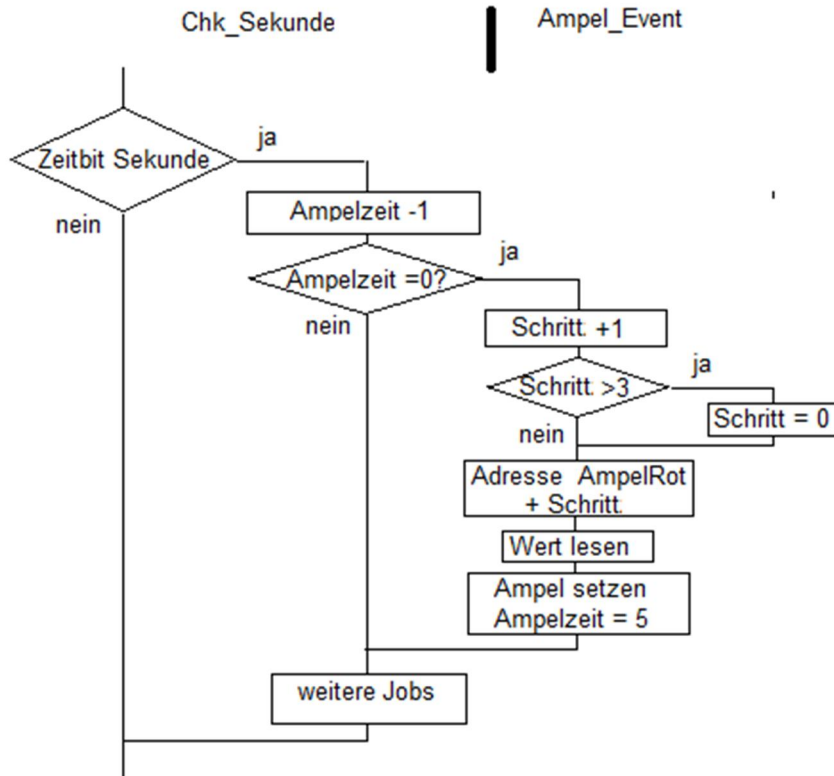 Chk_Sekunde
Ampel_Event
Zeitbit Sekunde
ja
nein
Ampelzeit -1
Ampelzeit =0?
ja
nein
Schritt +1
Schritt >3
ja
nein
Schritt = 0
Adresse AmpelRot
+ Schritt
Wert lesen
Ampel setzen
Ampelzeit = 5
weitere Jobs